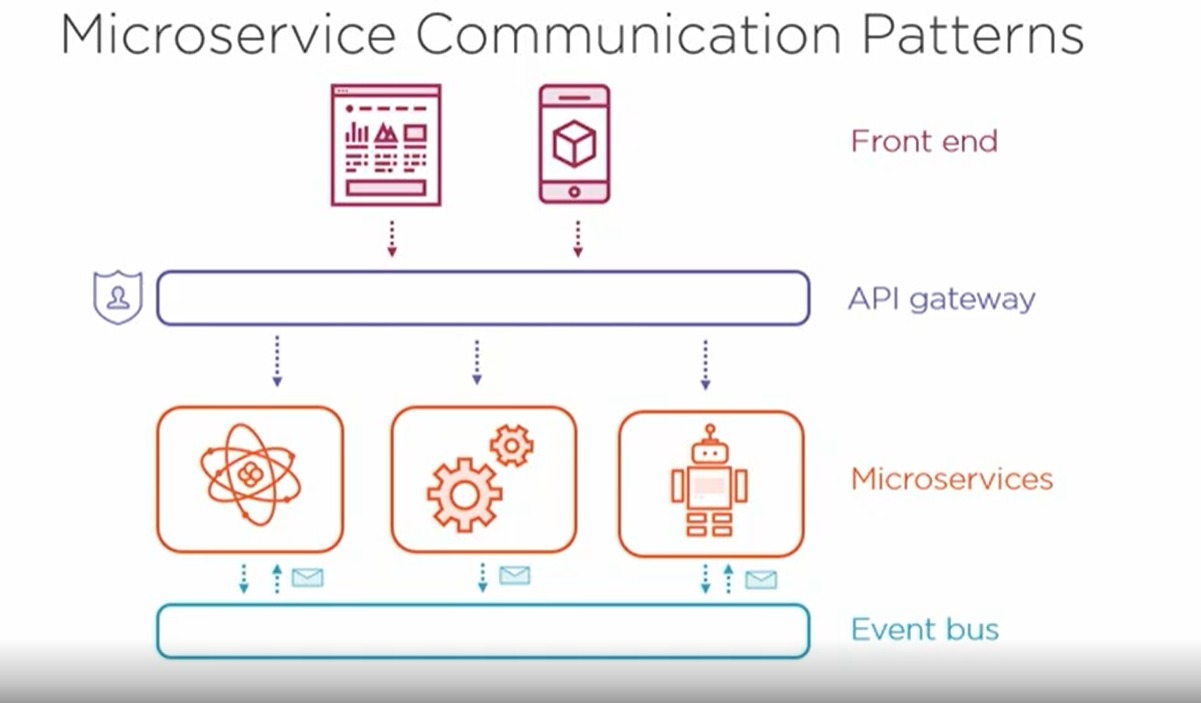 Microservice Communication Patterns
Front end
API gateway
Microservices
Event bus